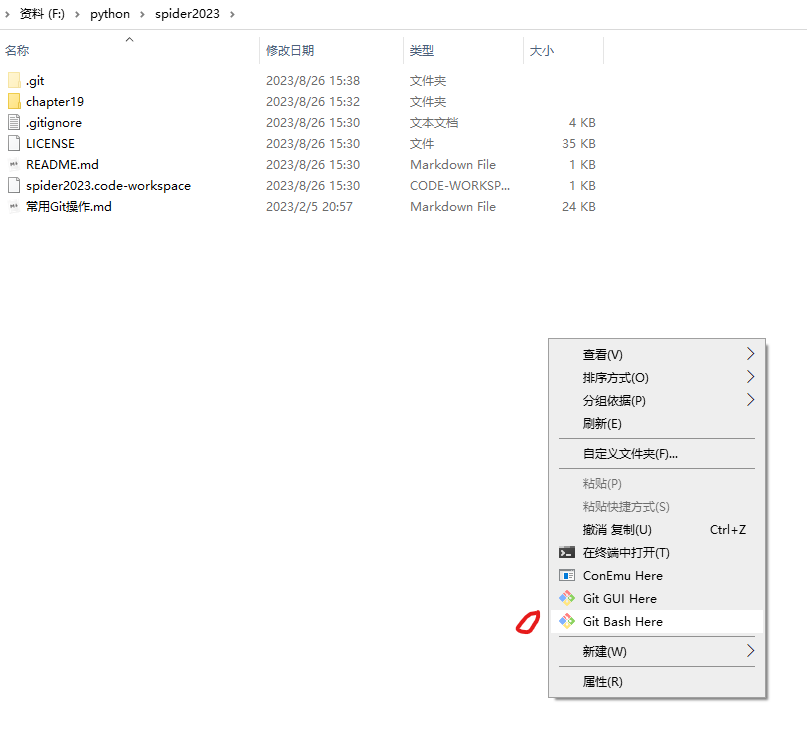 资料 (F:) python spider2023
名称 修改日期 类型 大小
.git 2023/8/26 15:38 文件夹
chapter19 2023/8/26 15:32 文件夹
.gitignore 2023/8/26 15:30 文本文档 4 KB
LICENSE 2023/8/26 15:30 文件 35 KB
README.md 2023/8/26 15:30 Markdown File 1 KB
spider2023.code-workspace 2023/8/26 15:30 CODE-WORKSP... 1 KB
常用Git操作.md 2023/2/5 20:57 Markdown File 24 KB
查看(V)
排序方式(O)
分组依据(P)
刷新(E)
自定义文件夹(F)...
粘贴(P)
粘贴快捷方式(S)
撤消 复制(U) Ctrl+Z
在终端中打开(T)
ConEmu Here
Git GUI Here
Git Bash Here
新建(W)
属性(R)